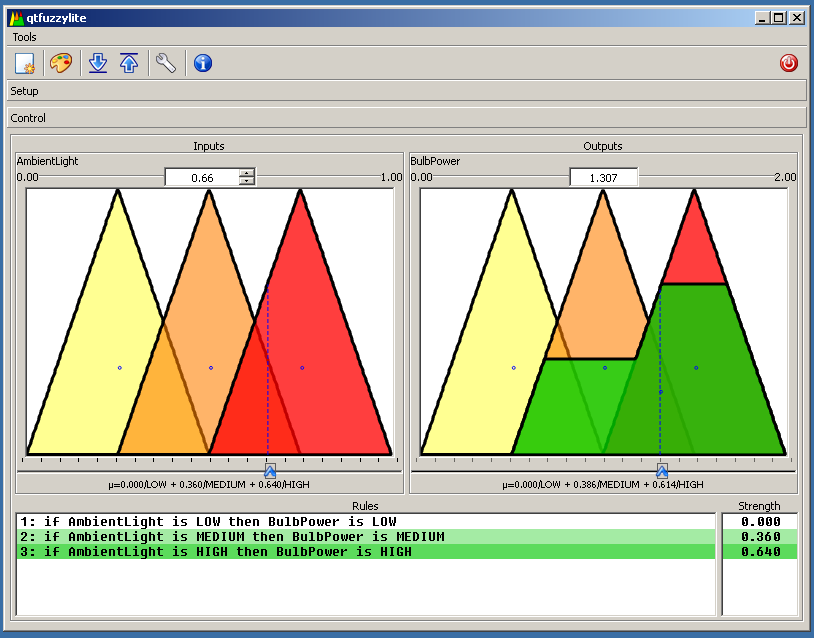 qtfuzzylite
Tools
Setup
Control
Inputs
AmbientLight
0.00 0.66 1.00
μ=0.000/LOW + 0.360/MEDIUM + 0.640/HIGH
Outputs
BulbPower
0.00 1.307 2.00
μ=0.000/LOW + 0.386/MEDIUM + 0.614/HIGH
Rules Strength
1: if AmbientLight is LOW then BulbPower is LOW 0.000
2: if AmbientLight is MEDIUM then BulbPower is MEDIUM 0.360
3: if AmbientLight is HIGH then BulbPower is HIGH 0.640